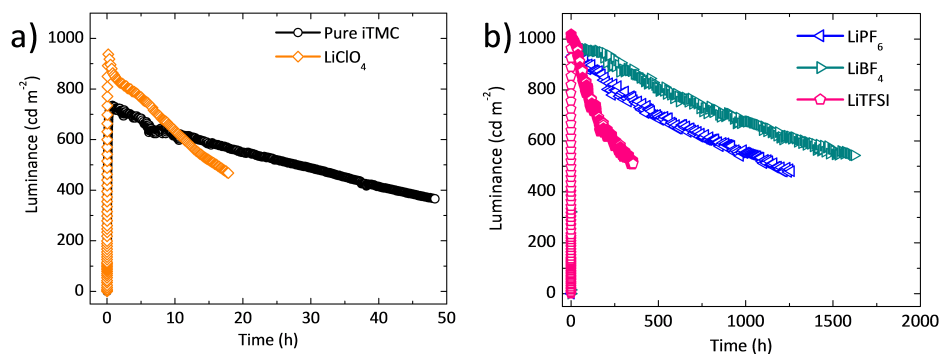 a)
Pure iTMC
LiClO₄
Luminance (cd m⁻²)
1000
800
600
400
200
0
0 10 20 30 40 50
Time (h)
b)
LiPF₆
LiBF₄
LiTFSI
Luminance (cd m⁻²)
1000
800
600
400
200
0
0 500 1000 1500 2000
Time (h)